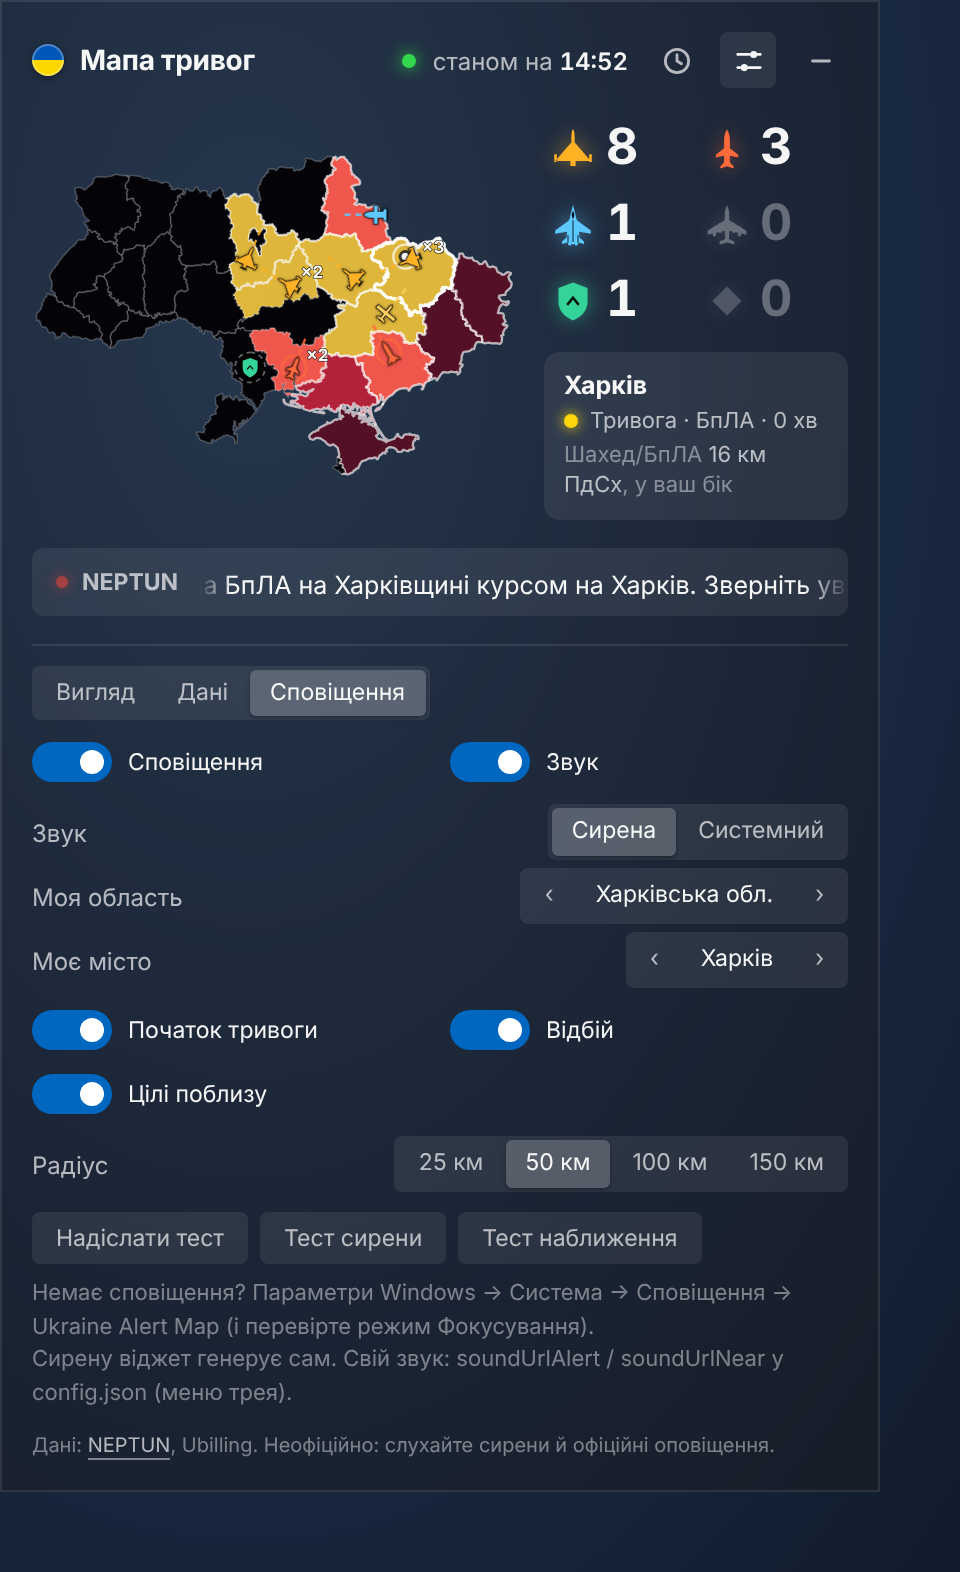 Мапа тривог
станом на 14:52
8
3
1
0
1
0
×3
×2
×2
Харків
Тривога · БпЛА · 0 хв
Шахед/БпЛА 16 км
ПдСх, у ваш бік
NEPTUN
а БпЛА на Харківщині курсом на Харків. Зверніть ув
Вигляд Дані Сповіщення
Сповіщення Звук
Звук Сирена Системний
Моя область ‹ Харківська обл. ›
Моє місто ‹ Харків ›
Початок тривоги Відбій
Цілі поблизу
Радіус 25 км 50 км 100 км 150 км
Надіслати тест Тест сирени Тест наближення
Немає сповіщення? Параметри Windows → Система → Сповіщення →
Ukraine Alert Map (і перевірте режим Фокусування).
Сирену віджет генерує сам. Свій звук: soundUrlAlert / soundUrlNear у
config.json (меню трея).
Дані: NEPTUN, Ubilling. Неофіційно: слухайте сирени й офіційні оповіщення.